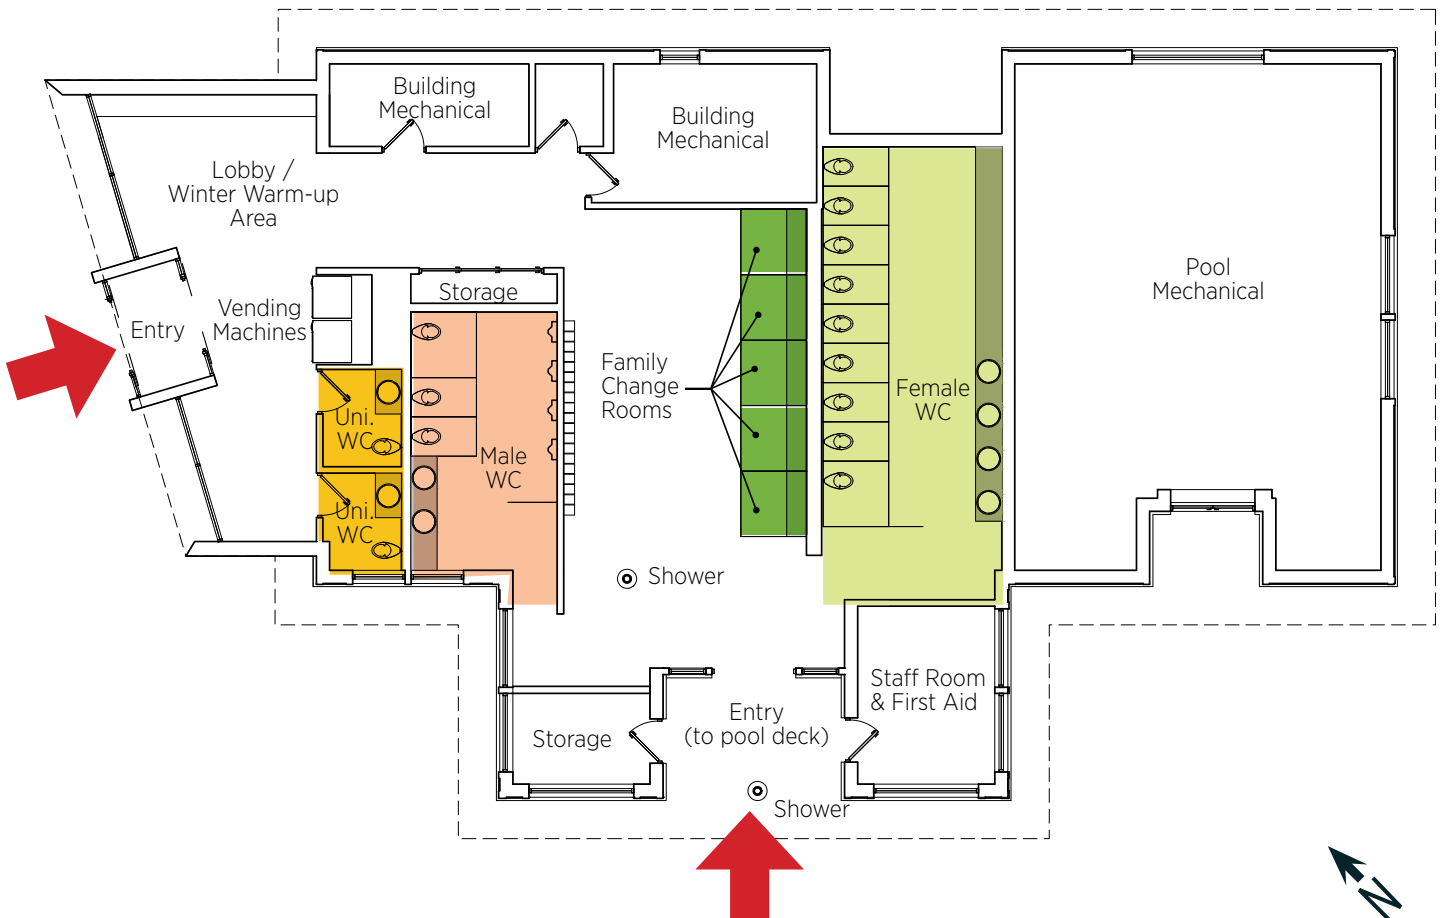 Building
Mechanical
Building
Mechanical
Lobby /
Winter Warm-up
Area
Pool
Mechanical
Storage
Vending
Machines
Entry
Family
Change
Rooms
Female
WC
Uni.
WC
Male
WC
Uni.
WC
Shower
Staff Room
& First Aid
Entry
(to pool deck)
Storage
Shower
N